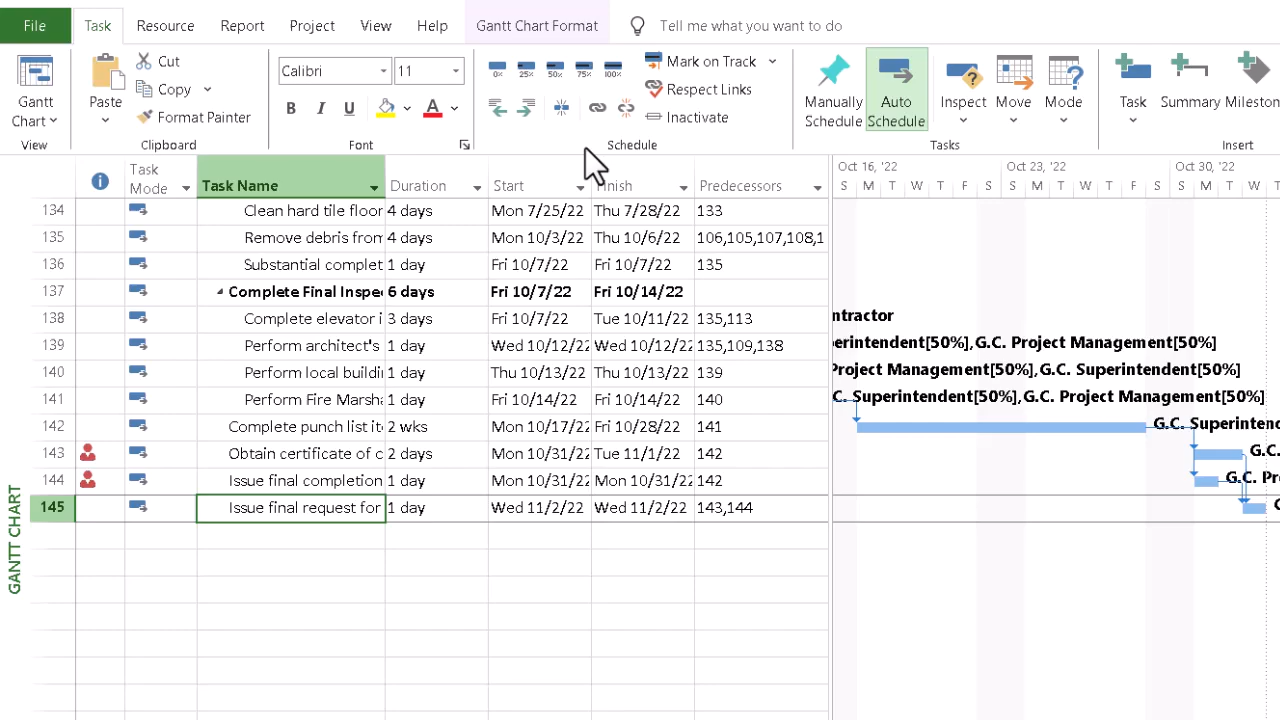 File Task Resource Report Project View Help Gantt Chart Format Tell me what you want to do
Gantt
Chart
View
Paste
Cut
Copy
Format Painter
Clipboard
Calibri 11
B I U A
Font
0% 25% 50% 75% 100%
Mark on Track
Respect Links
Inactivate
Schedule
Manually
Schedule
Auto
Schedule
Inspect
Move
Mode
Tasks
Task
Summary
Mileston
Insert
Task
Mode
Task Name Duration Start Finish Predecessors
Oct 16, '22 Oct 23, '22 Oct 30, '22
S M T W T F S S M T W T F S S M T W T
134 Clean hard tile floor 4 days Mon 7/25/22 Thu 7/28/22 133
135 Remove debris from 4 days Mon 10/3/22 Thu 10/6/22 106,105,107,108,1
136 Substantial complet 1 day Fri 10/7/22 Fri 10/7/22 135
137 Complete Final Inspe 6 days Fri 10/7/22 Fri 10/14/22
138 Complete elevator i 3 days Fri 10/7/22 Tue 10/11/22 135,113
139 Perform architect's 1 day Wed 10/12/22 Wed 10/12/22 135,109,138
140 Perform local buildi 1 day Thu 10/13/22 Thu 10/13/22 139
141 Perform Fire Marsha 1 day Fri 10/14/22 Fri 10/14/22 140
142 Complete punch list it 2 wks Mon 10/17/22 Fri 10/28/22 141
143 Obtain certificate of c 2 days Mon 10/31/22 Tue 11/1/22 142
144 Issue final completion 1 day Mon 10/31/22 Mon 10/31/22 142
145 Issue final request for 1 day Wed 11/2/22 Wed 11/2/22 143,144
ntractor
erintendent[50%],G.C. Project Management[50%]
Project Management[50%],G.C. Superintendent[50%]
C. Superintendent[50%],G.C. Project Management[50%]
G.C. Superinten
G.C.
G.C. Pr
GANTT CHART